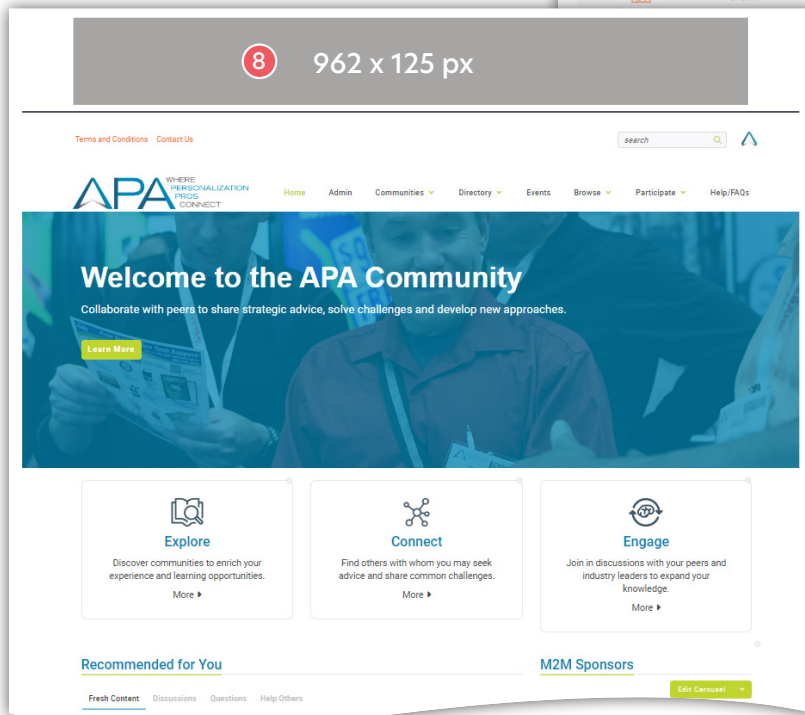 8 962 x 125 px
Terms and Conditions Contact Us
search
APA WHERE
PERSONALIZATION
PROS
CONNECT
Home Admin Communities Directory Events Browse Participate Help/FAQs
Welcome to the APA Community
Collaborate with peers to share strategic advice, solve challenges and develop new approaches.
Learn More
Explore
Discover communities to enrich your
experience and learning opportunities.
More
Connect
Find others with whom you may seek
advice and share common challenges.
More
Engage
Join in discussions with your peers and
industry leaders to expand your
knowledge.
More
Recommended for You
M2M Sponsors
Edit Carousel
Fresh Content Discussions Questions Help Others